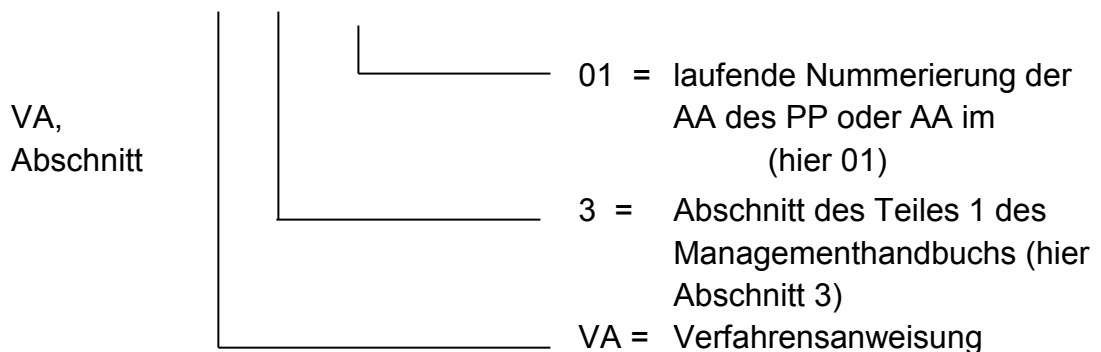 01 = laufende Nummerierung der
VA, AA des PP oder AA im
Abschnitt (hier 01)
3 = Abschnitt des Teiles 1 des
Managementhandbuchs (hier
Abschnitt 3)
VA = Verfahrensanweisung